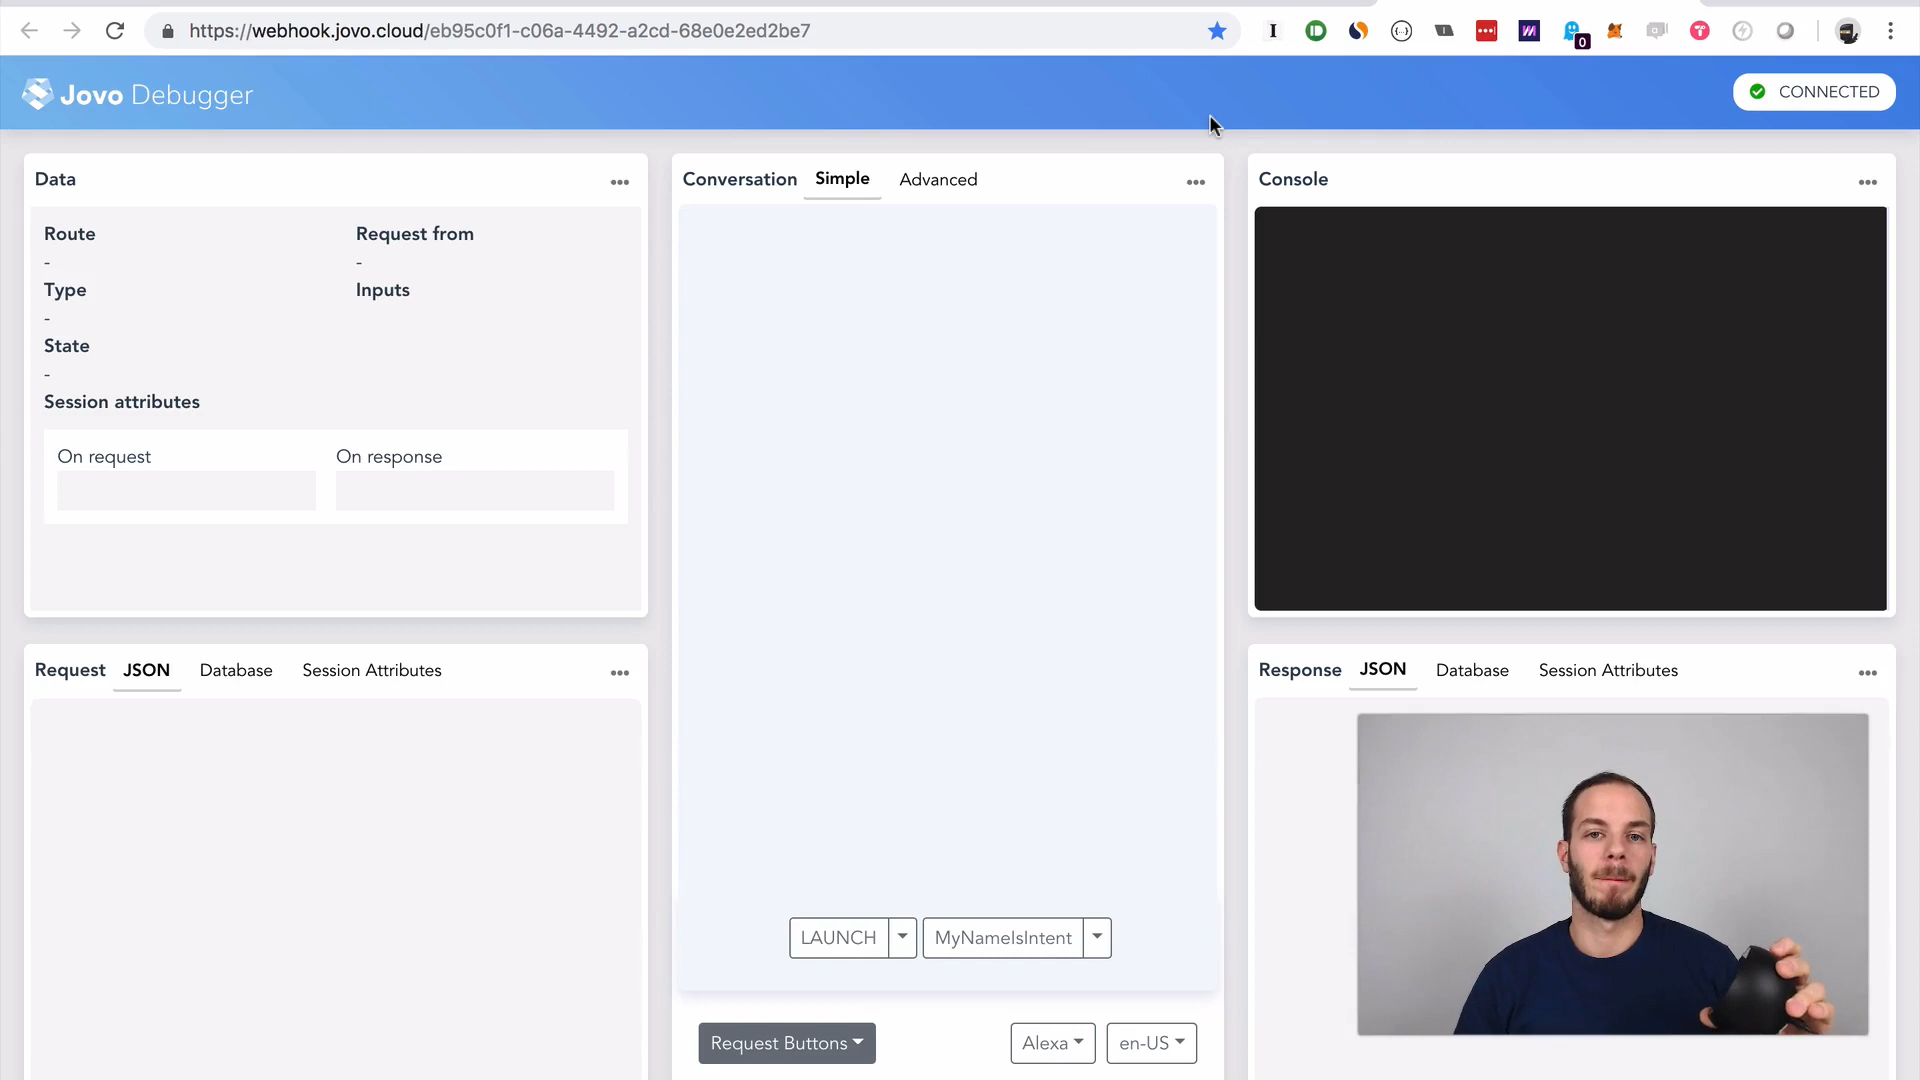 https://webhook.jovo.cloud/eb95c0f1-c06a-4492-a2cd-68e0e2ed2be7
0
Jovo Debugger
CONNECTED
Data
Route
-
Request from
-
Type
-
Inputs
State
-
Session attributes
On request
On response
Conversation Simple Advanced
LAUNCH
MyNameIsIntent
Request Buttons
Alexa
en-US
Console
Request JSON Database Session Attributes
Response JSON Database Session Attributes